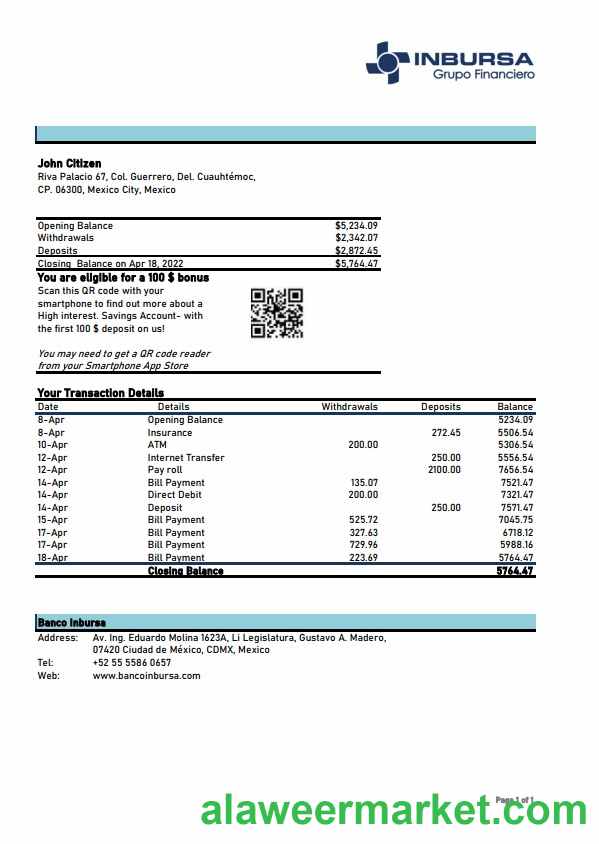 INBURSA
Grupo Financiero
John Citizen
Riva Palacio 67, Col. Guerrero, Del. Cuauhtémoc,
CP. 06300, Mexico City, Mexico
Opening Balance $5,234.09
Withdrawals $2,342.07
Deposits $2,872.45
Closing Balance on Apr 18, 2022 $5,764.47
You are eligible for a 100 $ bonus
Scan this QR code with your
smartphone to find out more about a
High interest. Savings Account- with
the first 100 $ deposit on us!
You may need to get a QR code reader
from your Smartphone App Store
Your Transaction Details
Date Details Withdrawals Deposits Balance
8-Apr Opening Balance 5234.09
8-Apr Insurance 272.45 5506.54
10-Apr ATM 200.00 5306.54
12-Apr Internet Transfer 250.00 5556.54
12-Apr Pay roll 2100.00 7656.54
14-Apr Bill Payment 135.07 7521.47
14-Apr Direct Debit 200.00 7321.47
14-Apr Deposit 250.00 7571.47
15-Apr Bill Payment 525.72 7045.75
17-Apr Bill Payment 327.63 6718.12
17-Apr Bill Payment 729.96 5988.16
18-Apr Bill Payment 223.69 5764.47
Closing Balance 5764.47
Banco Inbursa
Address: Av. Ing. Eduardo Molina 1623A, Li Legislatura, Gustavo A. Madero,
07420 Ciudad de México, CDMX, Mexico
Tel: +52 55 5586 0657
Web: www.bancoinbursa.com
Page 1 of 1
alaweermarket.com